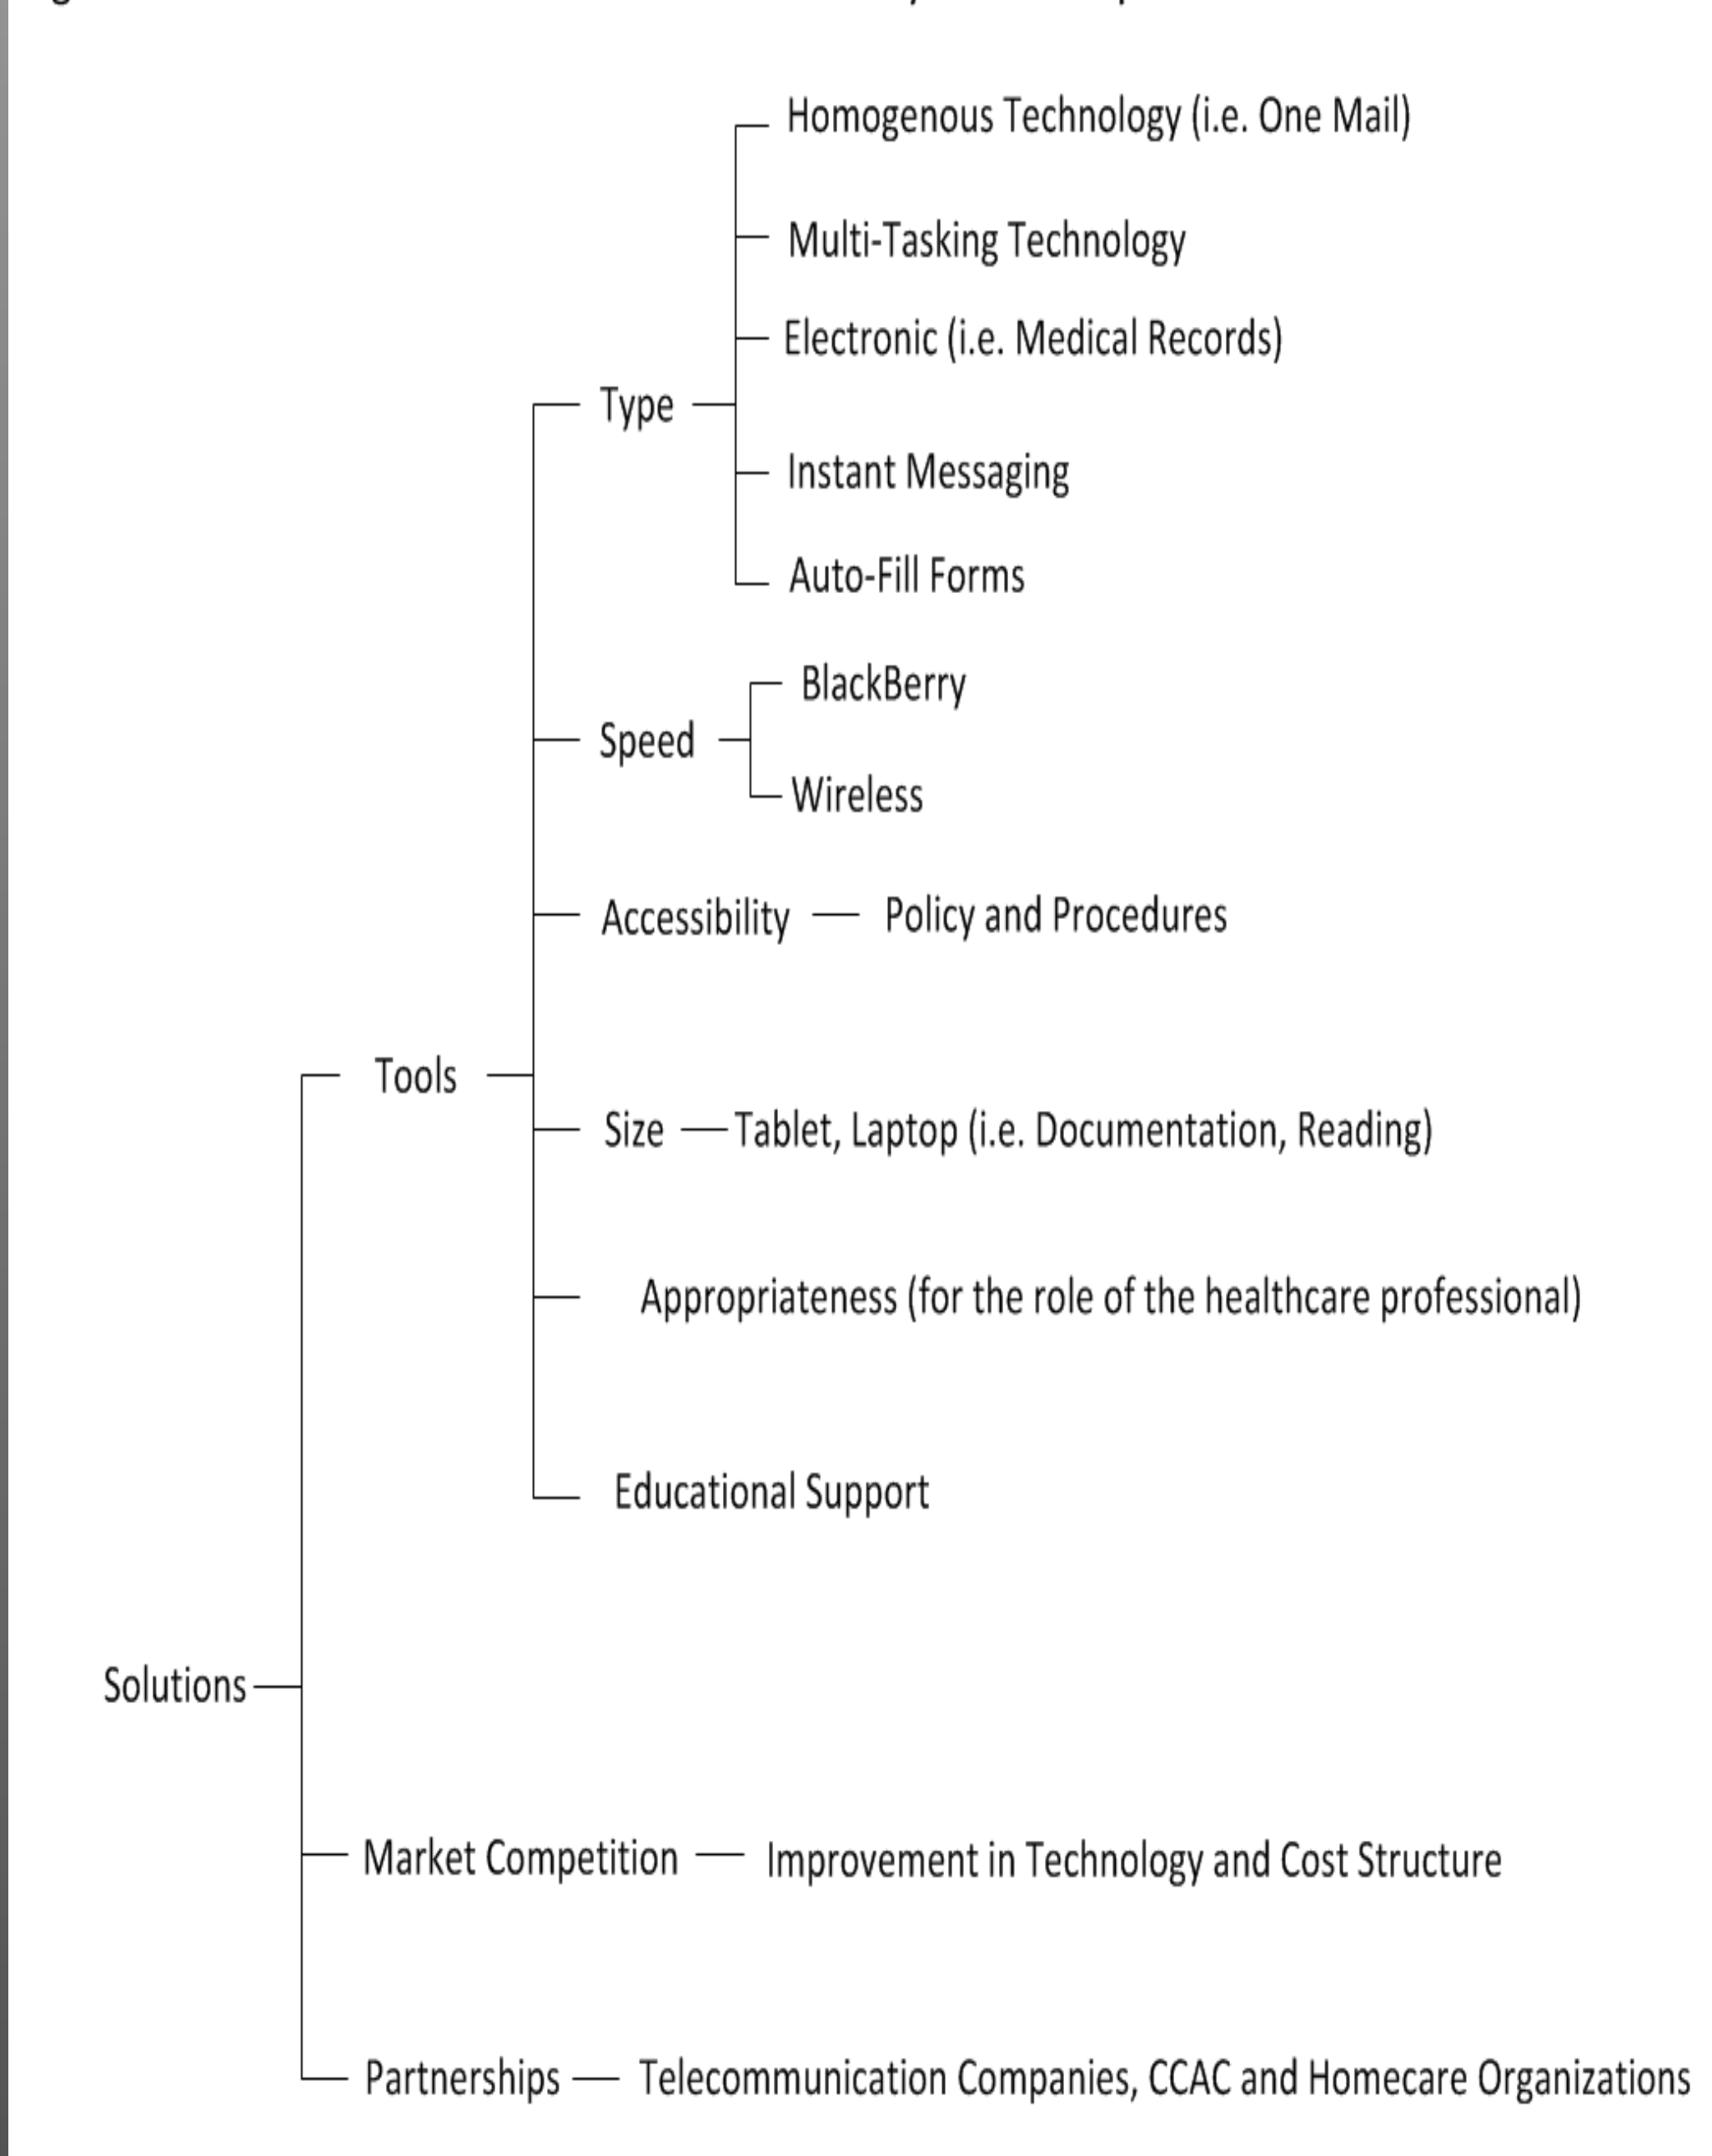 Homogenous Technology (i.e. One Mail)
Multi-Tasking Technology
Electronic (i.e. Medical Records)
Type
Instant Messaging
Auto-Fill Forms
BlackBerry
Speed
Wireless
Accessibility
Policy and Procedures
Tools
Size
Tablet, Laptop (i.e. Documentation, Reading)
Appropriateness (for the role of the healthcare professional)
Educational Support
Solutions
Market Competition
Improvement in Technology and Cost Structure
Partnerships
Telecommunication Companies, CCAC and Homecare Organizations